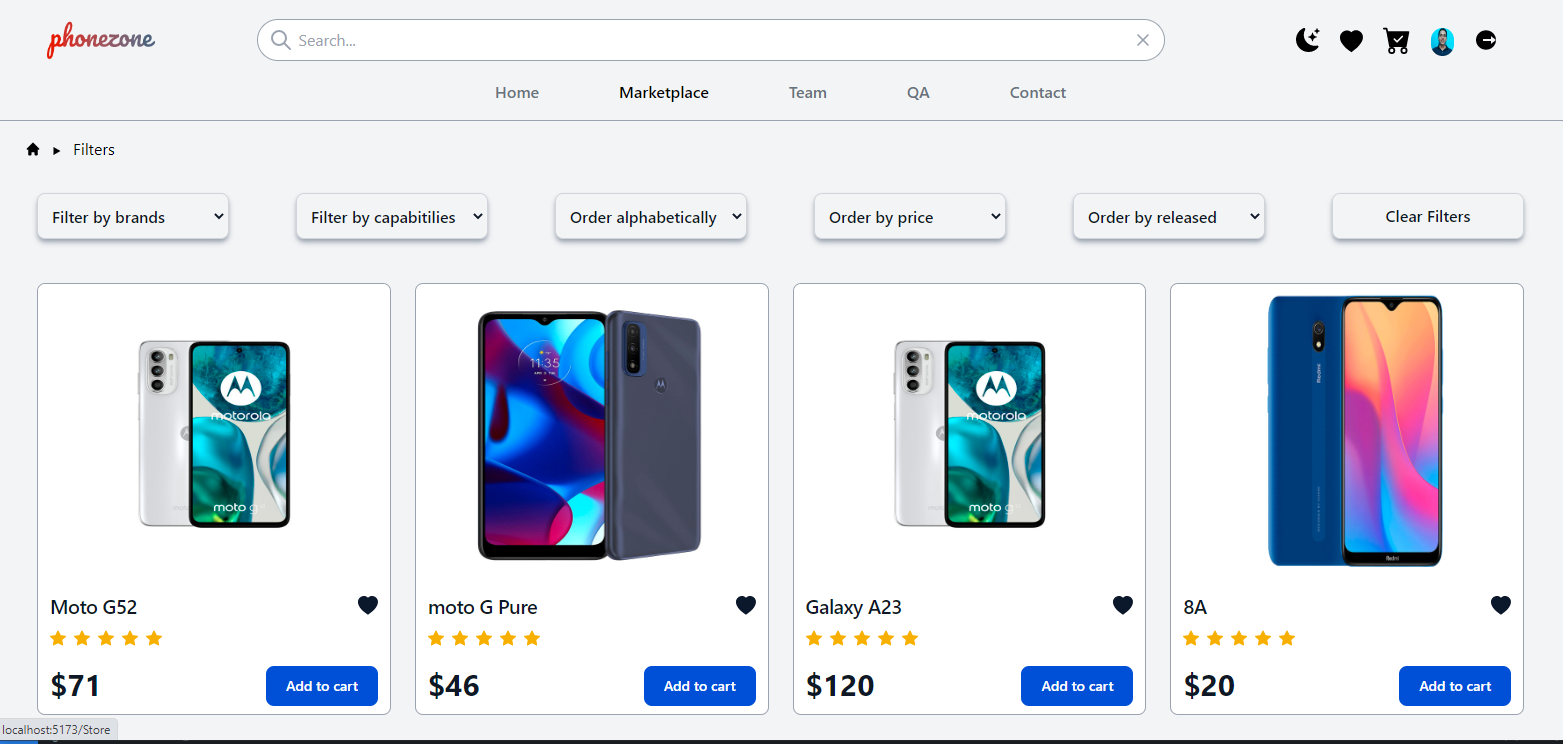 phonezone
Search...
Home Marketplace Team QA Contact
Filters
Filter by brands Filter by capabitilies Order alphabetically Order by price Order by released Clear Filters
motorola
moto g
11:35
motorola
moto g
Redmi
Redmi
Moto G52 moto G Pure Galaxy A23 8A
$71 Add to cart $46 Add to cart $120 Add to cart $20 Add to cart
localhost:5173/Store